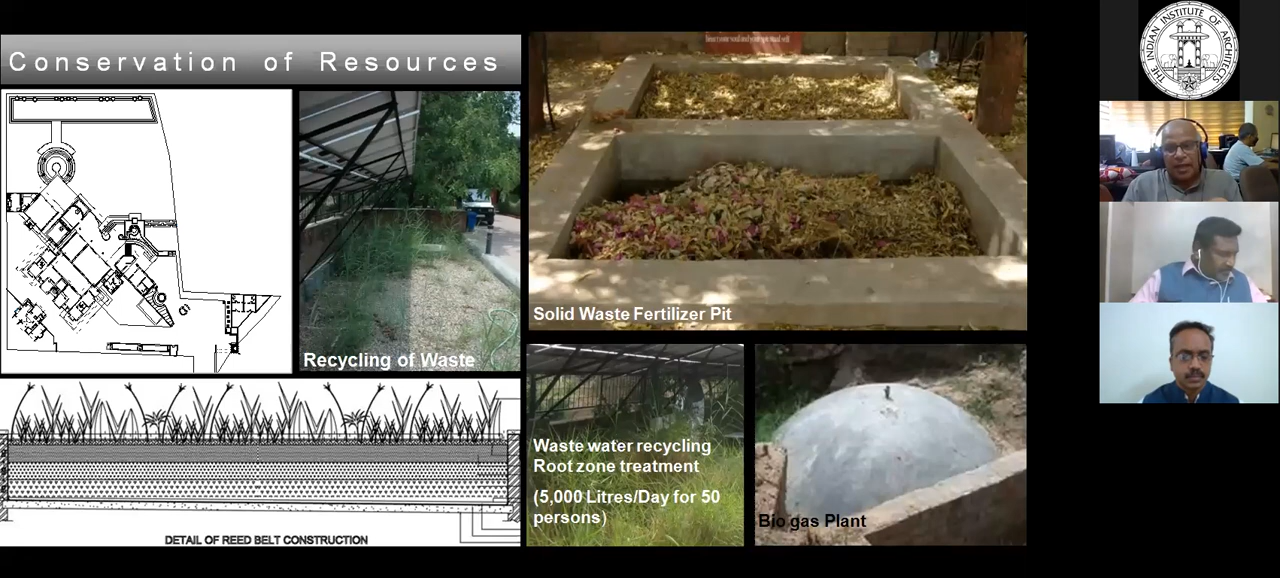 Conservation of Resources
Recycling of Waste
DETAIL OF REED BELT CONSTRUCTION
Solid Waste Fertilizer Pit
Waste water recycling
Root zone treatment
(5,000 Litres/Day for 50
persons)
Bio gas Plant
THE INDIAN INSTITUTE OF ARCHITECTS